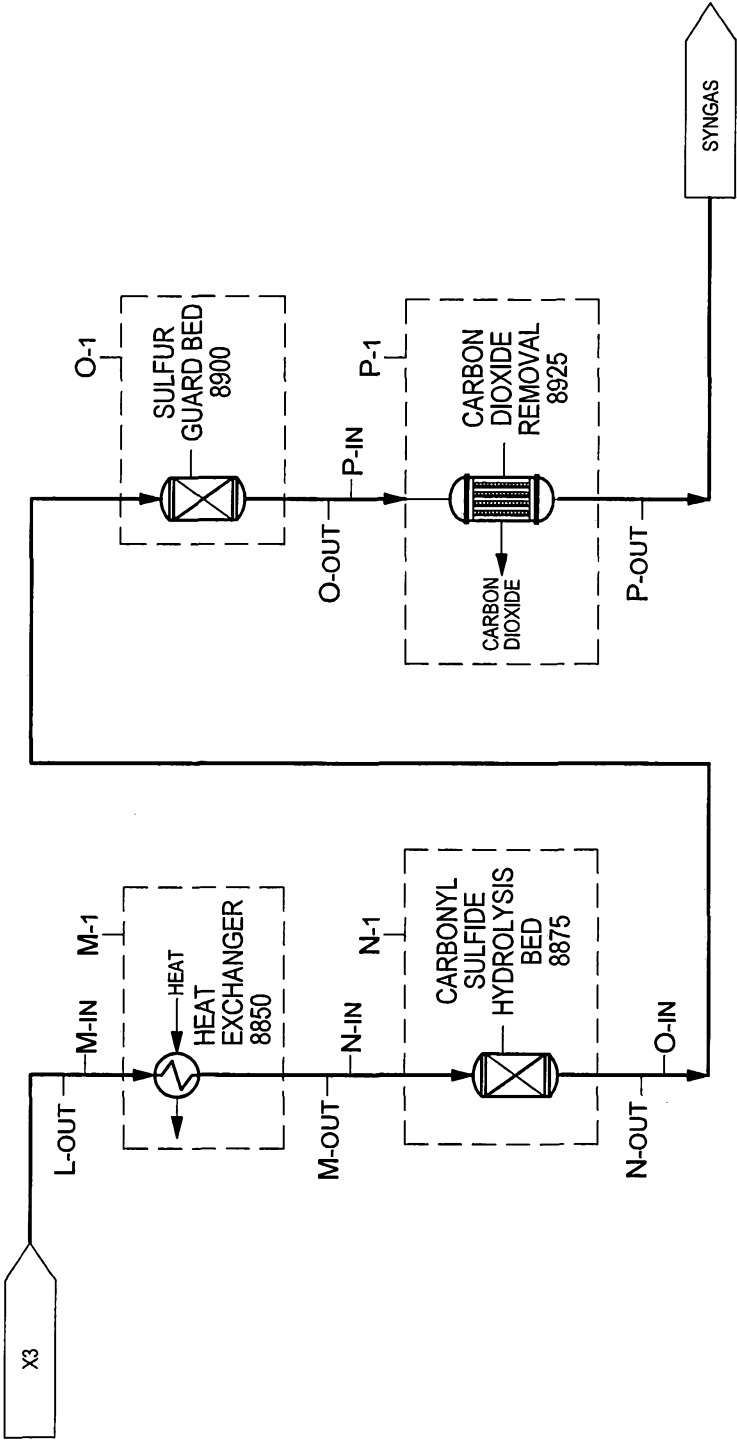 X3
L-OUT
M-IN
M-1
HEAT
HEAT
EXCHANGER
8850
M-OUT
N-IN
N-1
CARBONYL
SULFIDE
HYDROLYSIS
BED
8875
N-OUT
O-IN
O-1
SULFUR
GUARD BED
8900
O-OUT
P-IN
P-1
CARBON
DIOXIDE
REMOVAL
8925
CARBON
DIOXIDE
P-OUT
SYNGAS